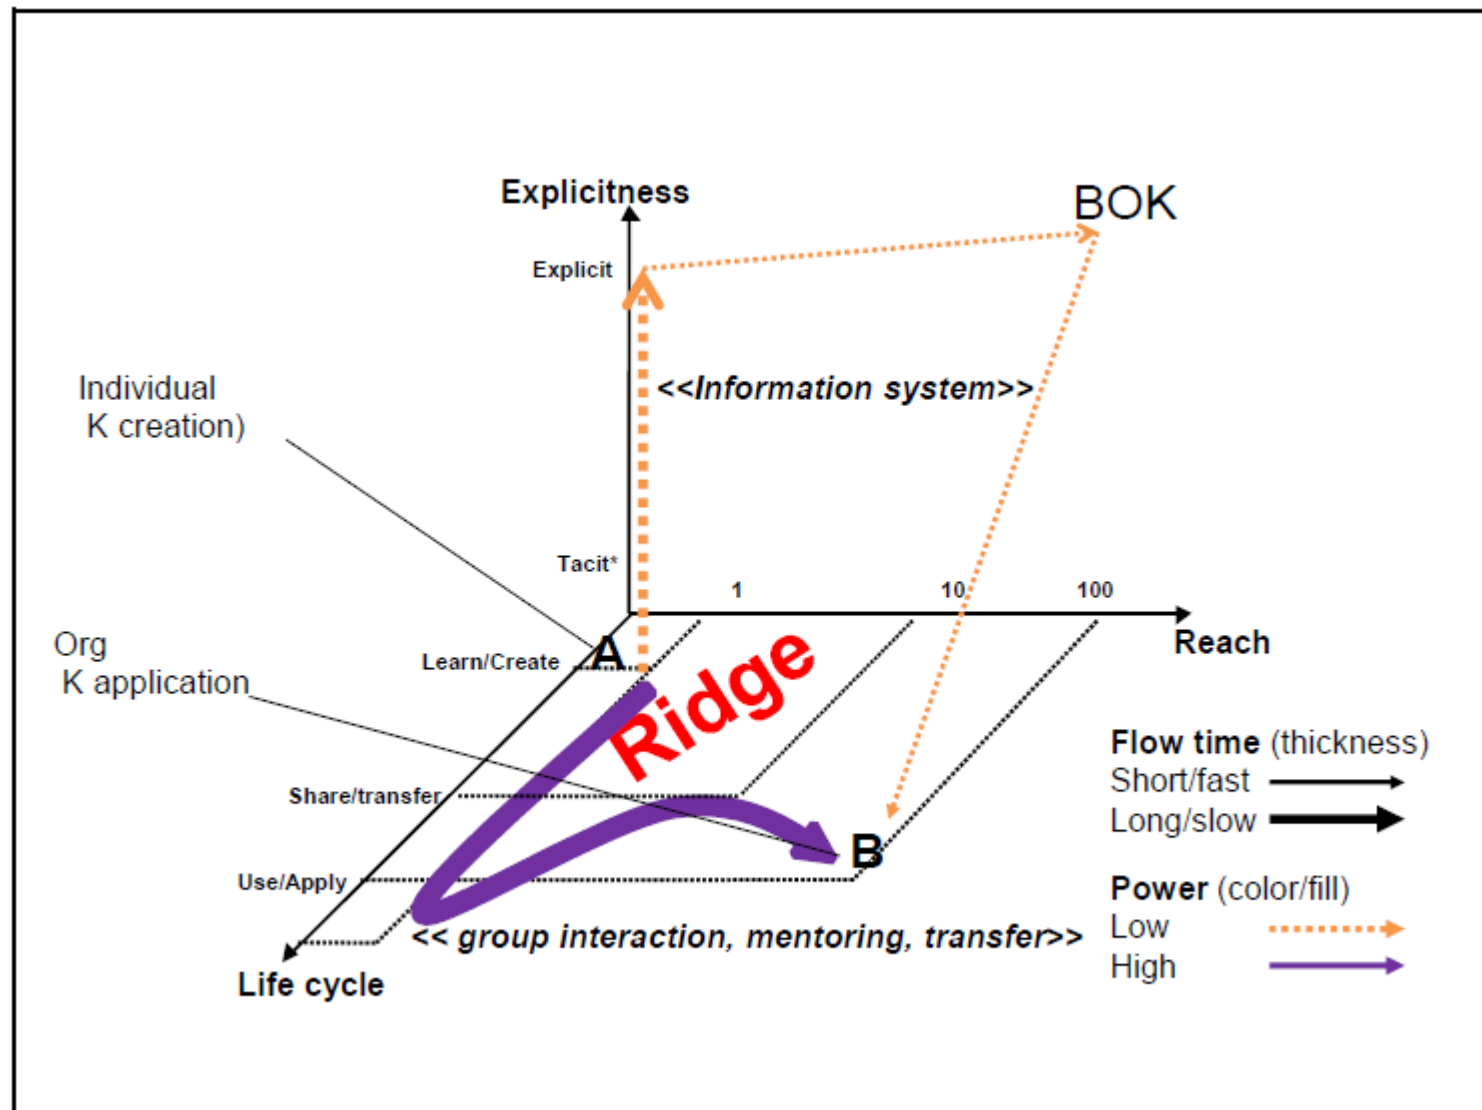 Explicitness
BOK
Explicit
Individual
K creation)
<<Information system>>
Tacit*
1
10
100
Org
K application
A
Learn/Create
Ridge
Reach
Share/transfer
Use/Apply
B
<< group interaction, mentoring, transfer>>
Life cycle
Flow time (thickness)
Short/fast
Long/slow
Power (color/fill)
Low
High